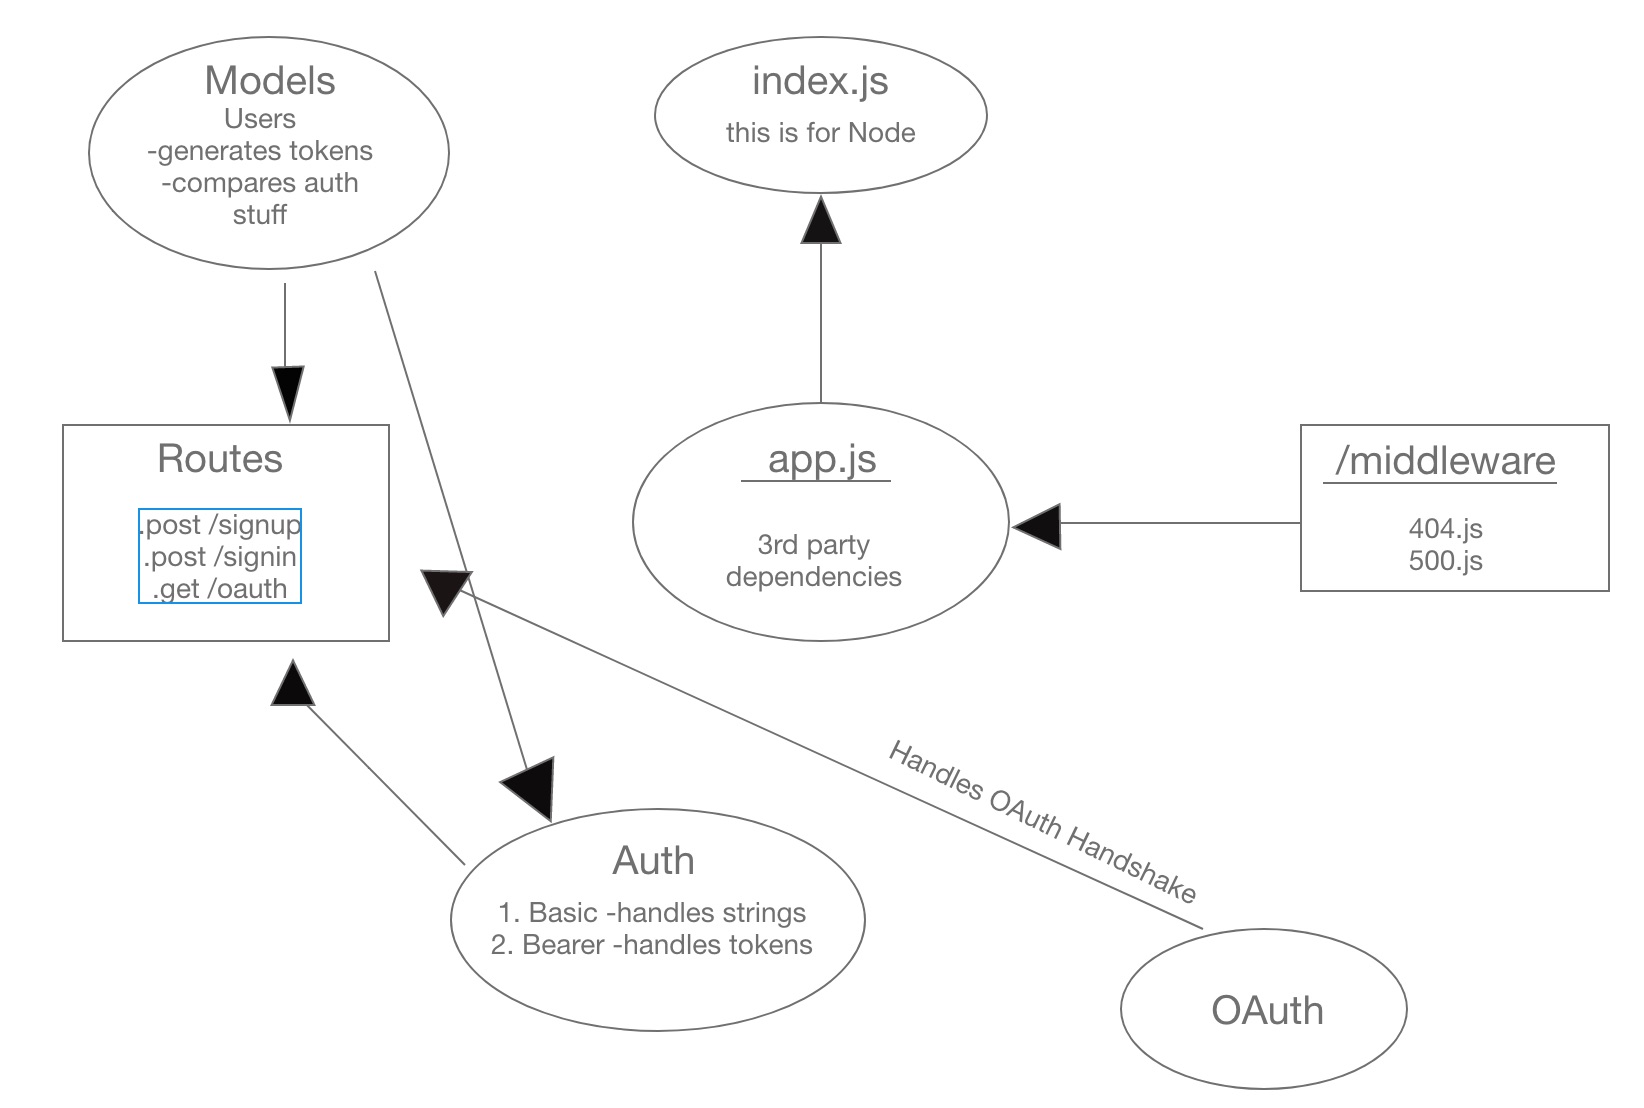 Models
Users
-generates tokens
-compares auth
stuff
index.js
this is for Node
Routes
.post /signup
.post /signin
.get /oauth
app.js
3rd party
dependencies
/middleware
404.js
500.js
Handles OAuth Handshake
Auth
1. Basic -handles strings
2. Bearer -handles tokens
OAuth